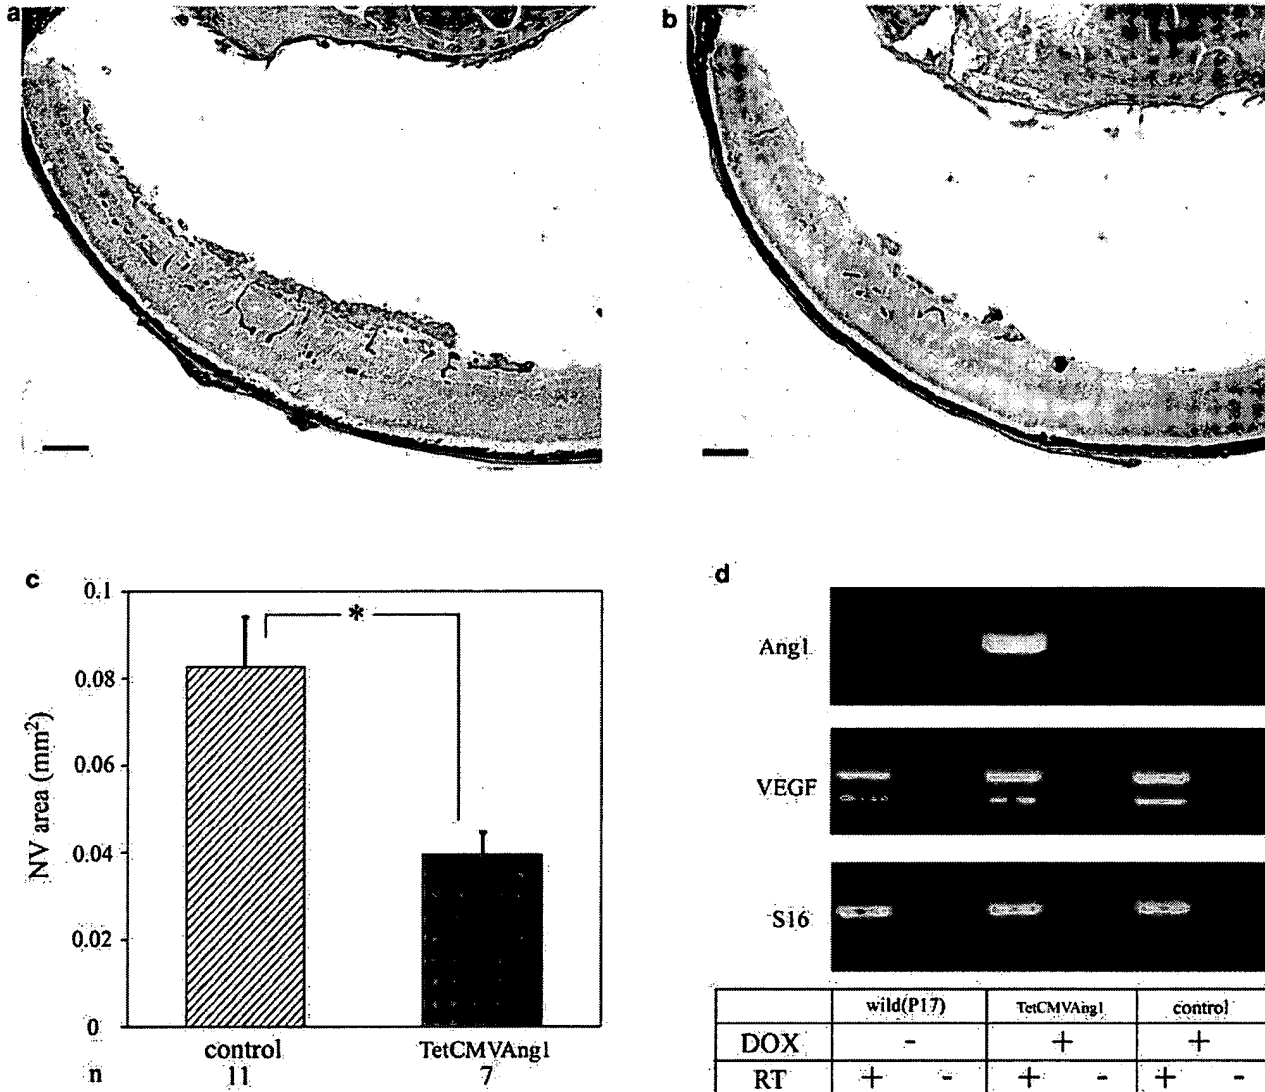 a
b
c
0.1
0.08
0.06
0.04
0.02
0
NV area (mm²)
*
control TetCMVAng1
n 11 7
d
Ang1
VEGF
S16
wild(P17) TetCMVAng1 control
DOX - + +
RT + - + - + -